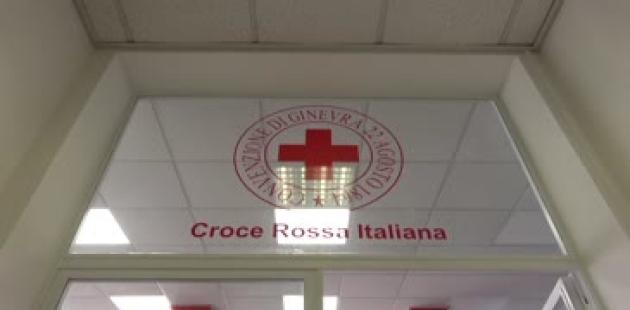 CONVENZIONE DI GINEVRA - 22 AGOSTO 1864
Croce Rossa Italiana